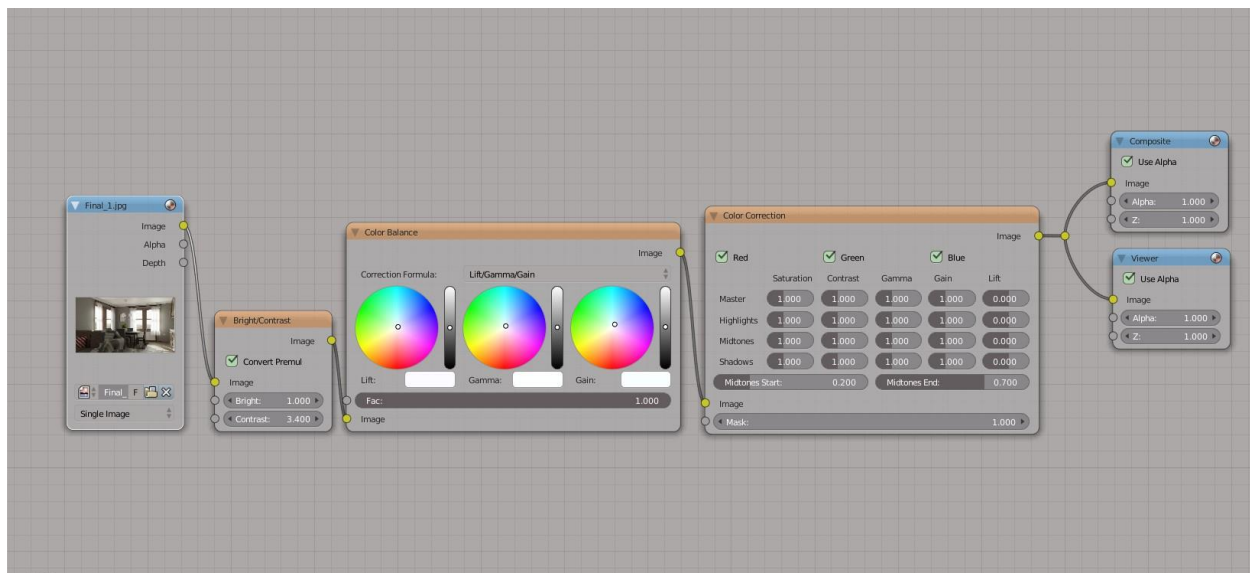 Final_1.jpg
Image
Alpha
Depth
Final_ F
Single Image
Bright/Contrast
Image
Convert Premul
Image
Bright: 1.000
Contrast: 3.400
Color Balance
Image
Correction Formula: Lift/Gamma/Gain
Lift: Gamma: Gain:
Fac: 1.000
Image
Color Correction
Image
Red Green Blue
Saturation Contrast Gamma Gain Lift
Master 1.000 1.000 1.000 1.000 0.000
Highlights 1.000 1.000 1.000 1.000 0.000
Midtones 1.000 1.000 1.000 1.000 0.000
Shadows 1.000 1.000 1.000 1.000 0.000
Midtones Start: 0.200 Midtones End: 0.700
Image
Mask: 1.000
Composite
Use Alpha
Image
Alpha: 1.000
Z: 1.000
Viewer
Use Alpha
Image
Alpha: 1.000
Z: 1.000